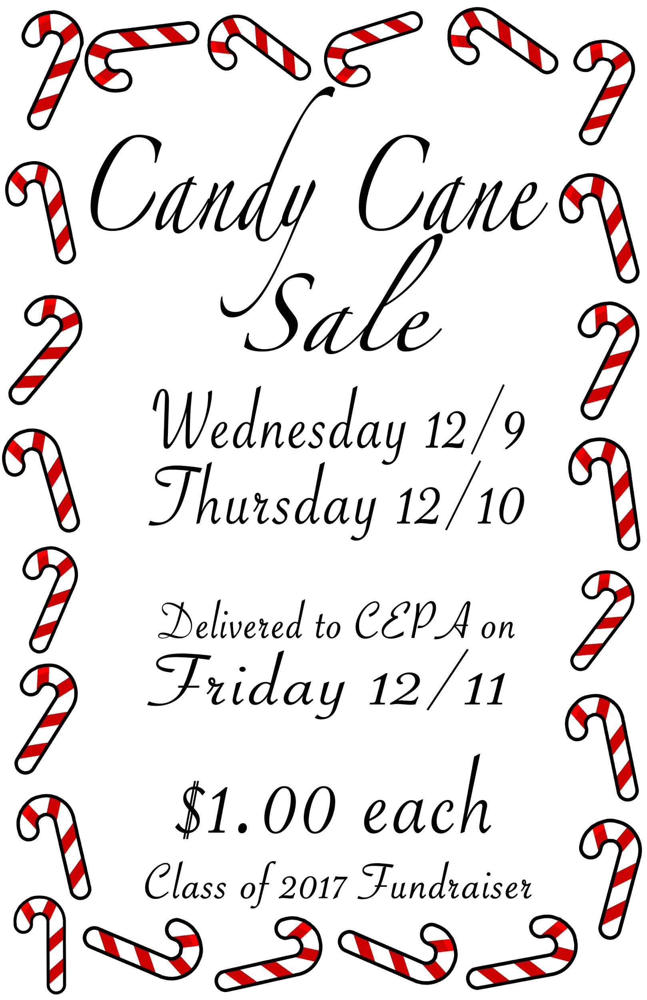 Candy Cane
Sale
Wednesday 12/9
Thursday 12/10
Delivered to CEPA on
Friday 12/11
$1.00 each
Class of 2017 Fundraiser